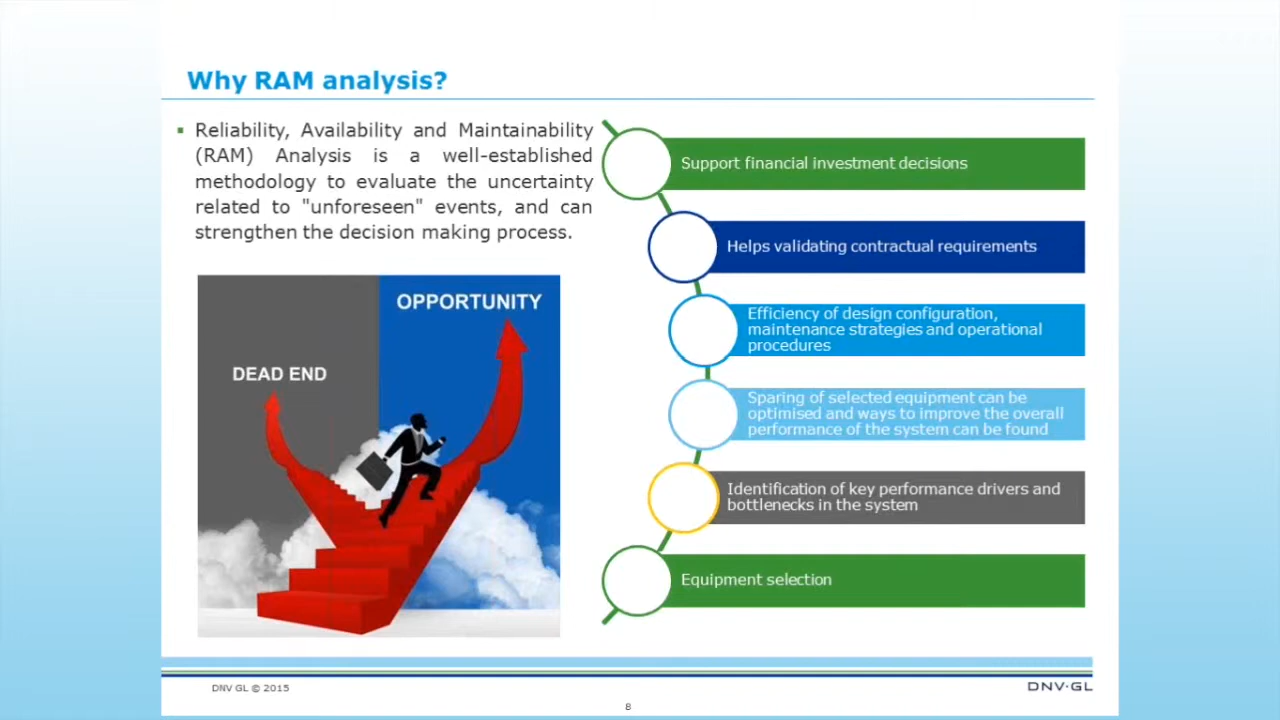 Why RAM analysis?
▪ Reliability, Availability and Maintainability
(RAM) Analysis is a well-established
methodology to evaluate the uncertainty
related to "unforeseen" events, and can
strengthen the decision making process.
OPPORTUNITY
DEAD END
Support financial investment decisions
Helps validating contractual requirements
Efficiency of design configuration,
maintenance strategies and operational
procedures
Sparing of selected equipment can be
optimised and ways to improve the overall
performance of the system can be found
Identification of key performance drivers and
bottlenecks in the system
Equipment selection
DNV GL © 2015
DNV·GL
8